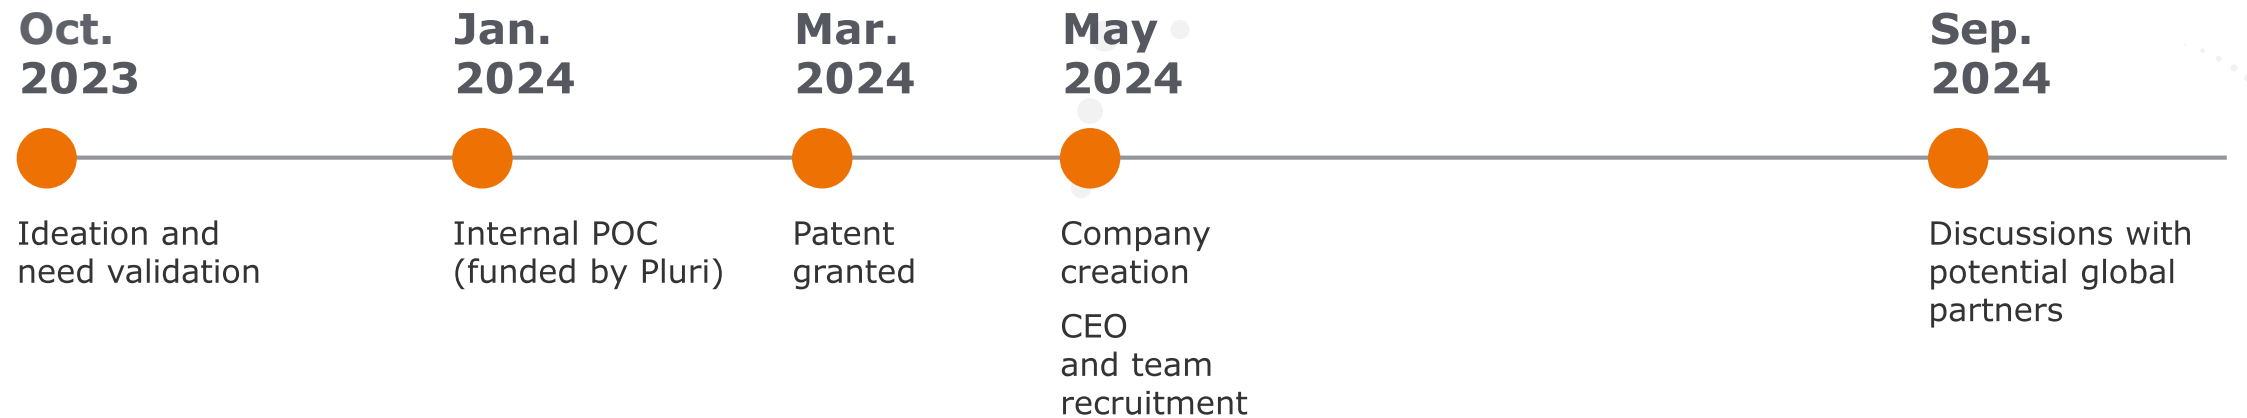 Oct.
2023
Jan.
2024
Mar.
2024
May
2024
Sep.
2024
Ideation and
need validation
Internal POC
(funded by Pluri)
Patent
granted
Company
creation
CEO
and team
recruitment
Discussions with
potential global
partners